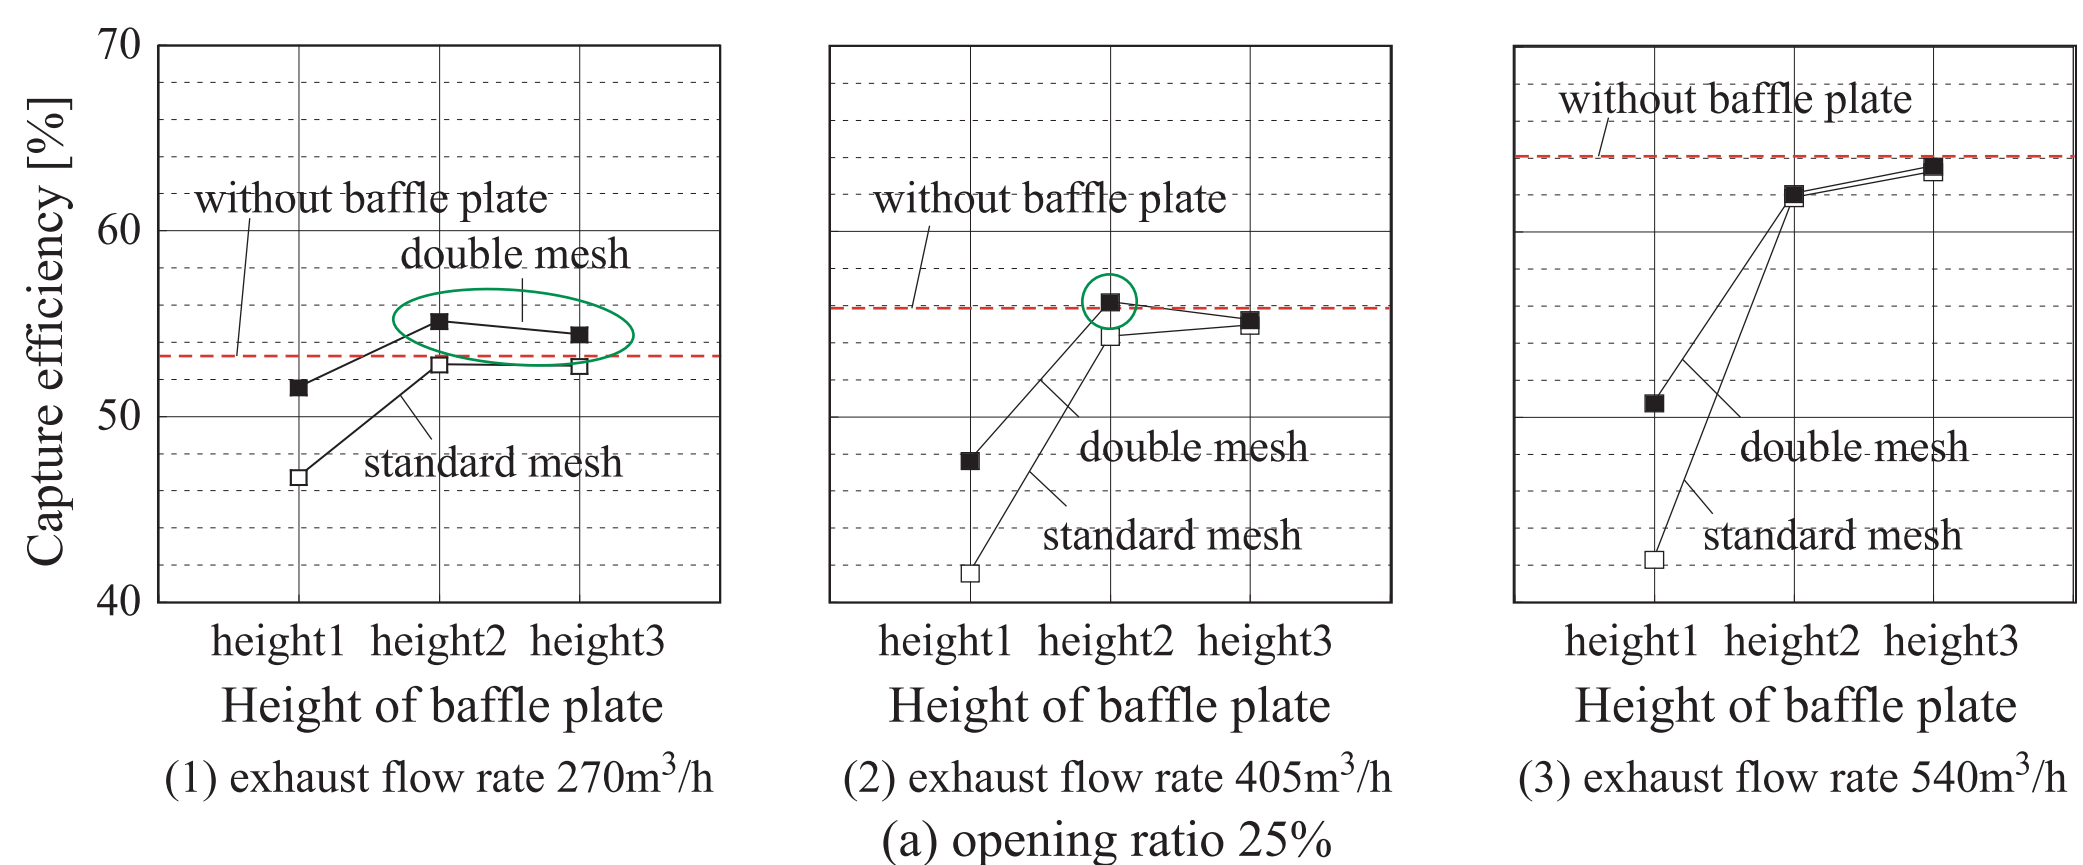 Capture efficiency [%]
70
60
50
40
without baffle plate
double mesh
standard mesh
height1 height2 height3
Height of baffle plate
(1) exhaust flow rate 270m³/h
without baffle plate
double mesh
standard mesh
height1 height2 height3
Height of baffle plate
(2) exhaust flow rate 405m³/h
without baffle plate
double mesh
standard mesh
height1 height2 height3
Height of baffle plate
(3) exhaust flow rate 540m³/h
(a) opening ratio 25%